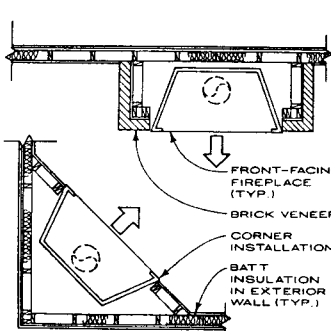 FRONT-FACIN
FIREPLACE
(TYP.)
BRICK VENEER
CORNER
INSTALLATION
BATT
INSULATION
IN EXTERIOR
WALL (TYP.)